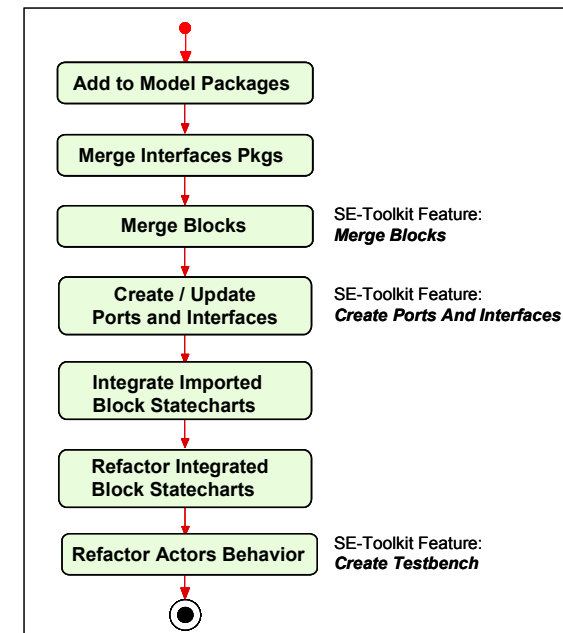 Add to Model Packages
Merge Interfaces Pkgs
Merge Blocks
SE-Toolkit Feature:
Merge Blocks
Create / Update
Ports and Interfaces
SE-Toolkit Feature:
Create Ports And Interfaces
Integrate Imported
Block Statecharts
Refactor Integrated
Block Statecharts
Refactor Actors Behavior
SE-Toolkit Feature:
Create Testbench